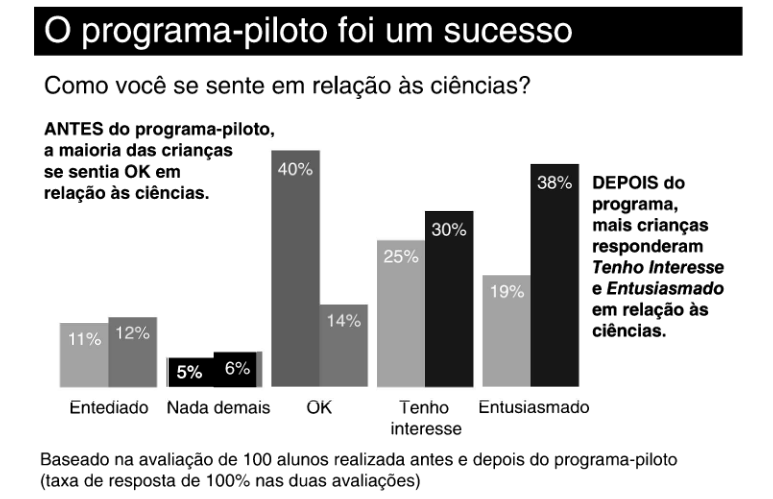 O programa-piloto foi um sucesso
Como você se sente em relação às ciências?
ANTES do programa-piloto,
a maioria das crianças
se sentia OK em
relação às ciências.
40%
38%
DEPOIS do
programa,
mais crianças
responderam
Tenho Interesse
e Entusiasmado
em relação às
ciências.
30%
25%
19%
14%
11%
12%
5%
6%
Entediado
Nada demais
OK
Tenho
interesse
Entusiasmado
Baseado na avaliação de 100 alunos realizada antes e depois do programa-piloto
(taxa de resposta de 100% nas duas avaliações)